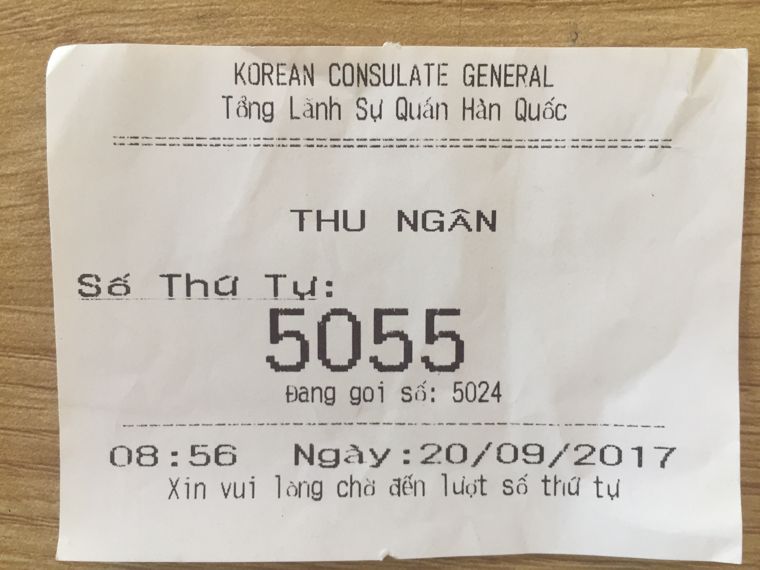 KOREAN CONSULATE GENERAL
Tổng Lãnh Sự Quán Hàn Quốc
THU NGÂN
Số Thứ Tự:
5055
Đang goi số: 5024
08:56 Ngày:20/09/2017
Xin vui lòng chờ đến lượt số thứ tự